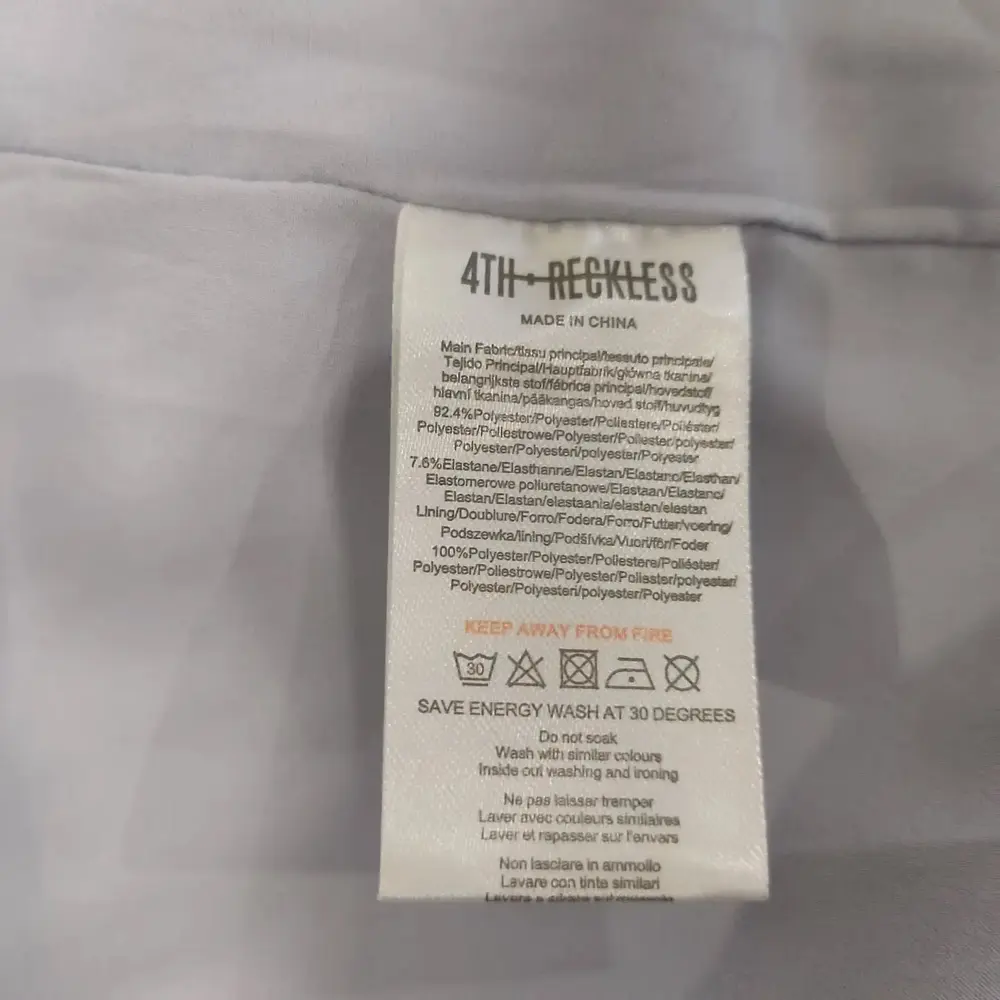 4TH • RECKLESS
MADE IN CHINA
Main Fabric/tissu principal/tessuto principale/
Tejido Principal/Hauptfabrik/główna tkanina/
belangrijkste stof/fábrica principal/hovedstoff/
hlavní tkanina/pääkangas/hoved stoff/huvudtyg
92.4%Polyester/Polyester/Poliestere/Poliéster/
Polyester/Poliestrowe/Polyester/Poliester/polyester/
Polyester/Polyesteri/polyester/Polyester
7.6%Elastane/Elasthanne/Elastan/Elastano/Elasthan/
Elastomerowe poliuretanowe/Elastaan/Elastano/
Elastan/Elastan/elastaania/elastan/elastan
Lining/Doublure/Forro/Fodera/Forro/Futter/voering/
Podszewka/lining/Podšívka/Vuori/fôr/Foder
100%Polyester/Polyester/Poliestere/Poliéster/
Polyester/Poliestrowe/Polyester/Poliester/polyester/
Polyester/Polyesteri/polyester/Polyester
KEEP AWAY FROM FIRE
30
SAVE ENERGY WASH AT 30 DEGREES
Do not soak
Wash with similar colours
Inside out washing and ironing
Ne pas laisser tremper
Laver avec couleurs similaires
Laver et rapasser sur l'envers
Non lasciare in ammollo
Lavare con tinte similari